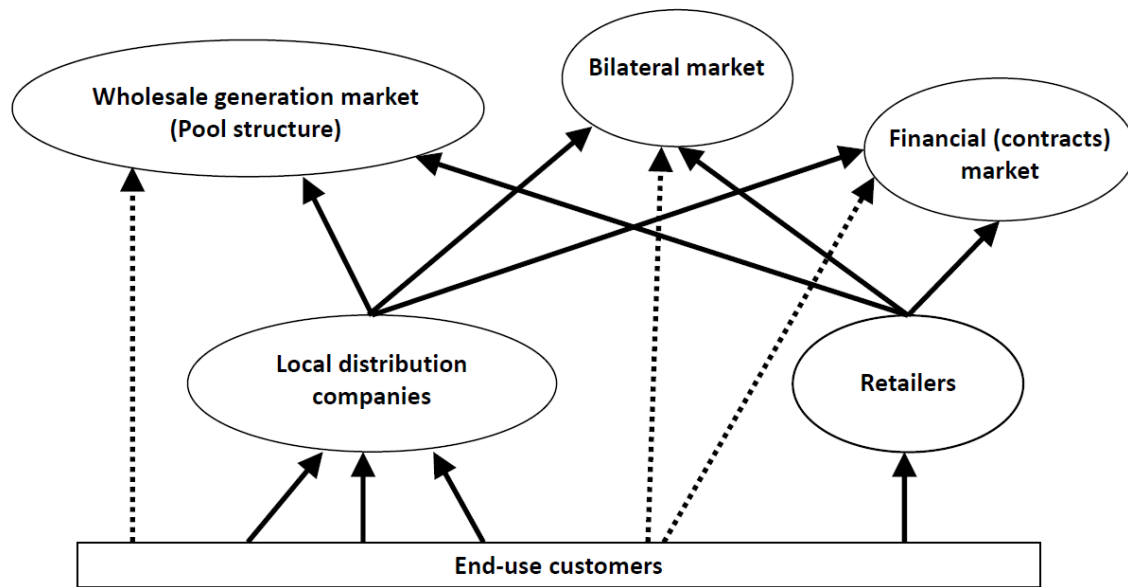 Wholesale generation market
(Pool structure)
Bilateral market
Financial (contracts)
market
Local distribution
companies
Retailers
End-use customers